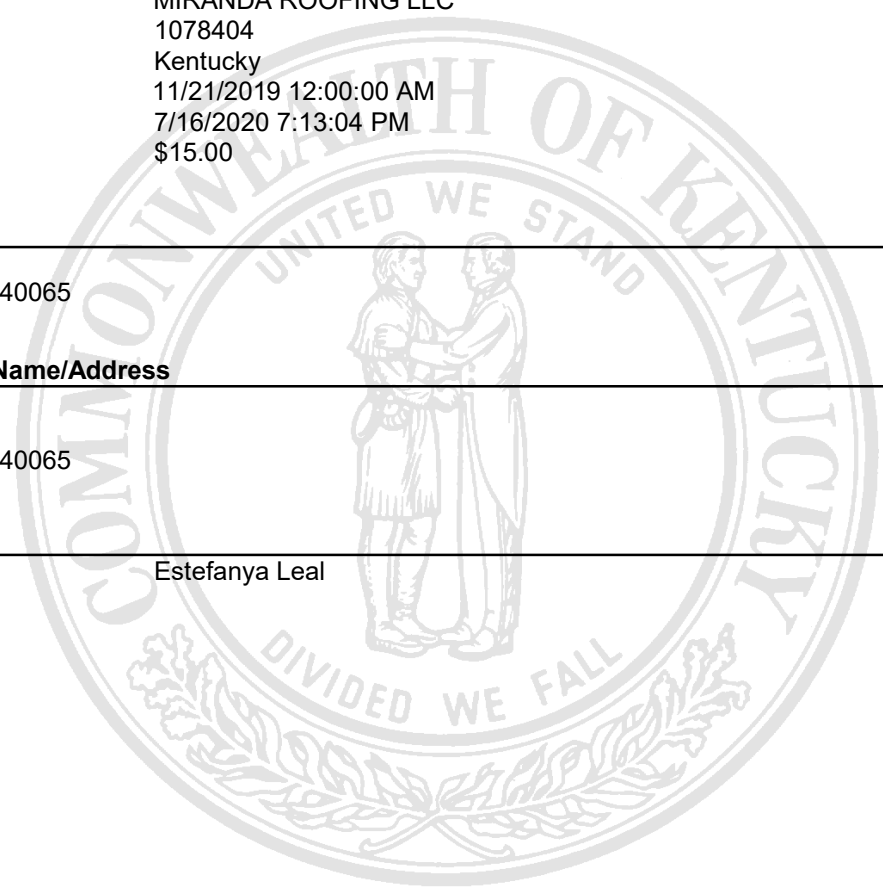 MIRANDA ROOFING LLC
1078404
Kentucky
11/21/2019 12:00:00 AM
7/16/2020 7:13:04 PM
$15.00
40065
Name/Address
40065
Estefanya Leal
COMMONWEALTH OF KENTUCKY
UNITED WE STAND
DIVIDED WE FALL